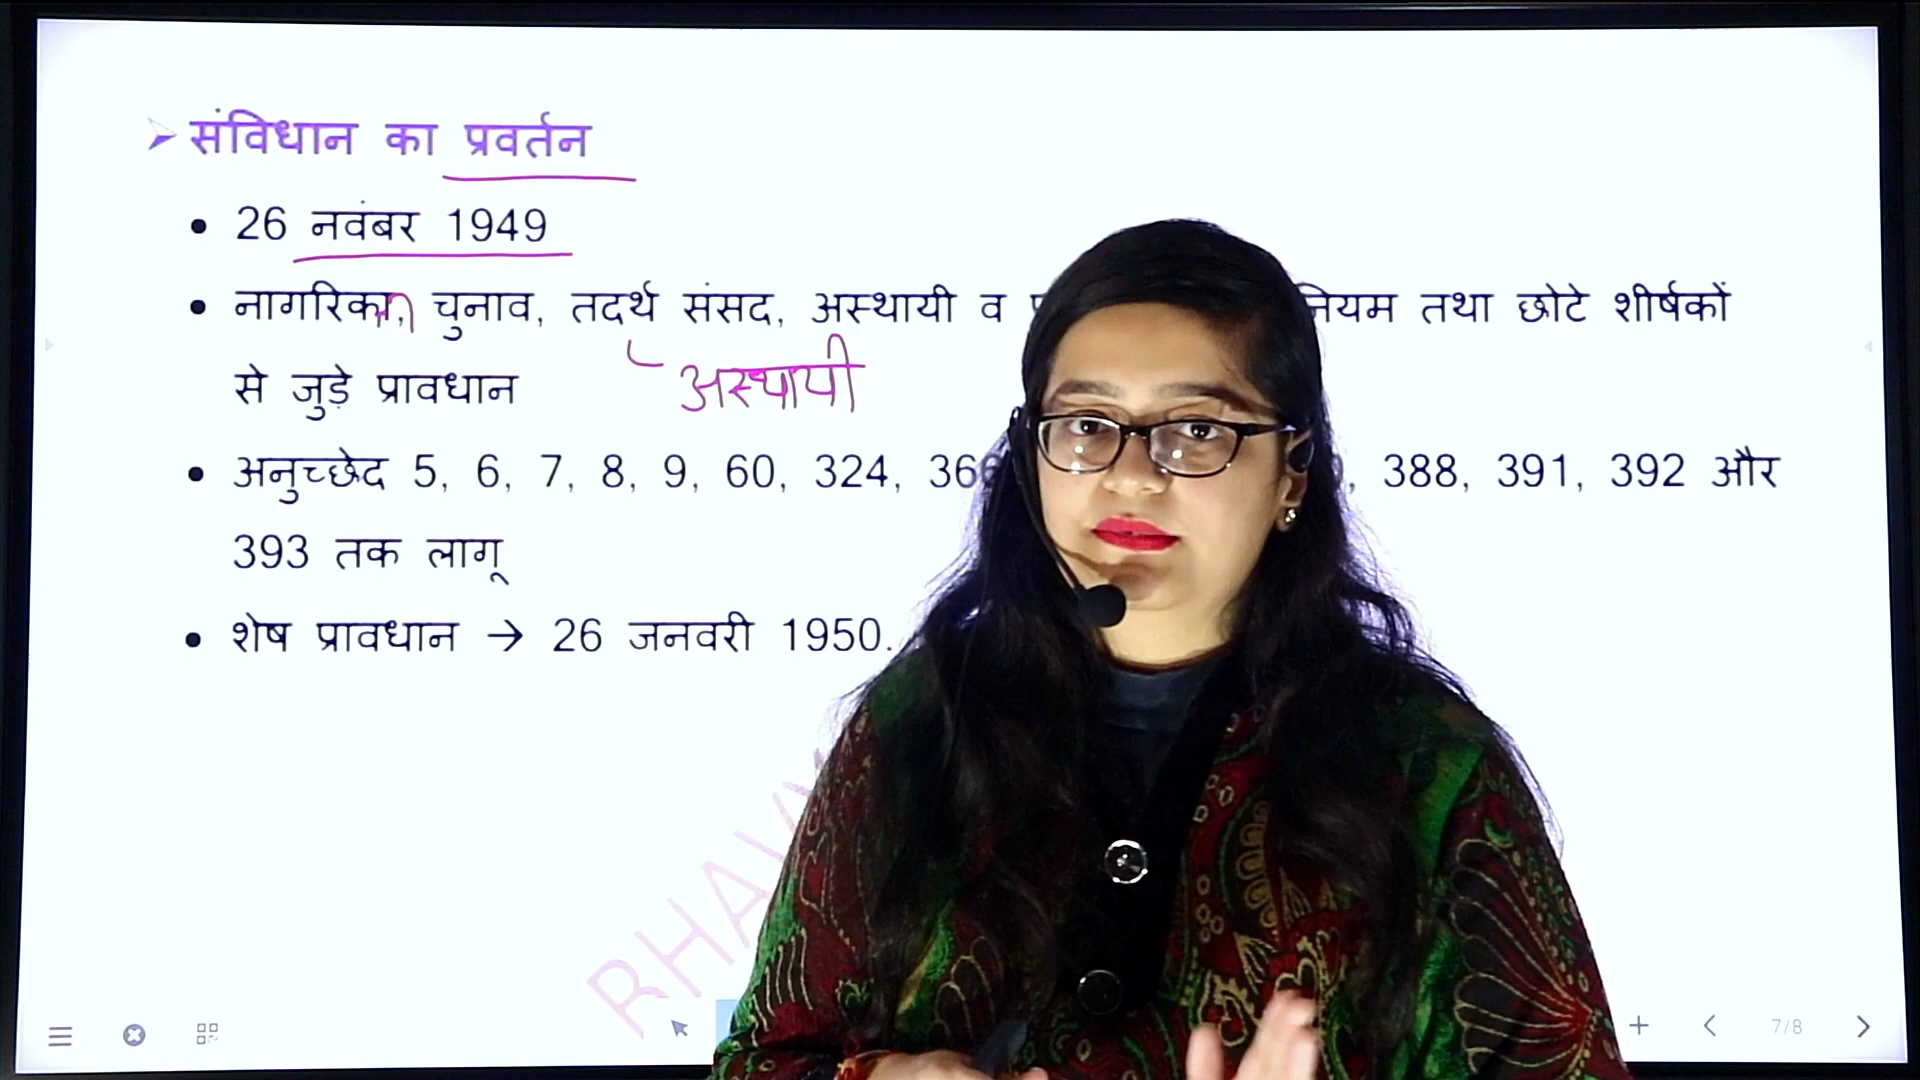 संविधान का प्रवर्तन
26 नवंबर 1949
नागरिकता, चुनाव, तदर्थ संसद, अस्थायी व तथा छोटे शीर्षकों
से जुड़े प्रावधान
अस्थायी
अनुच्छेद 5, 6, 7, 8, 9, 60, 324, 388, 391, 392 और
393 तक लागू
शेष प्रावधान → 26 जनवरी 1950.
7/8